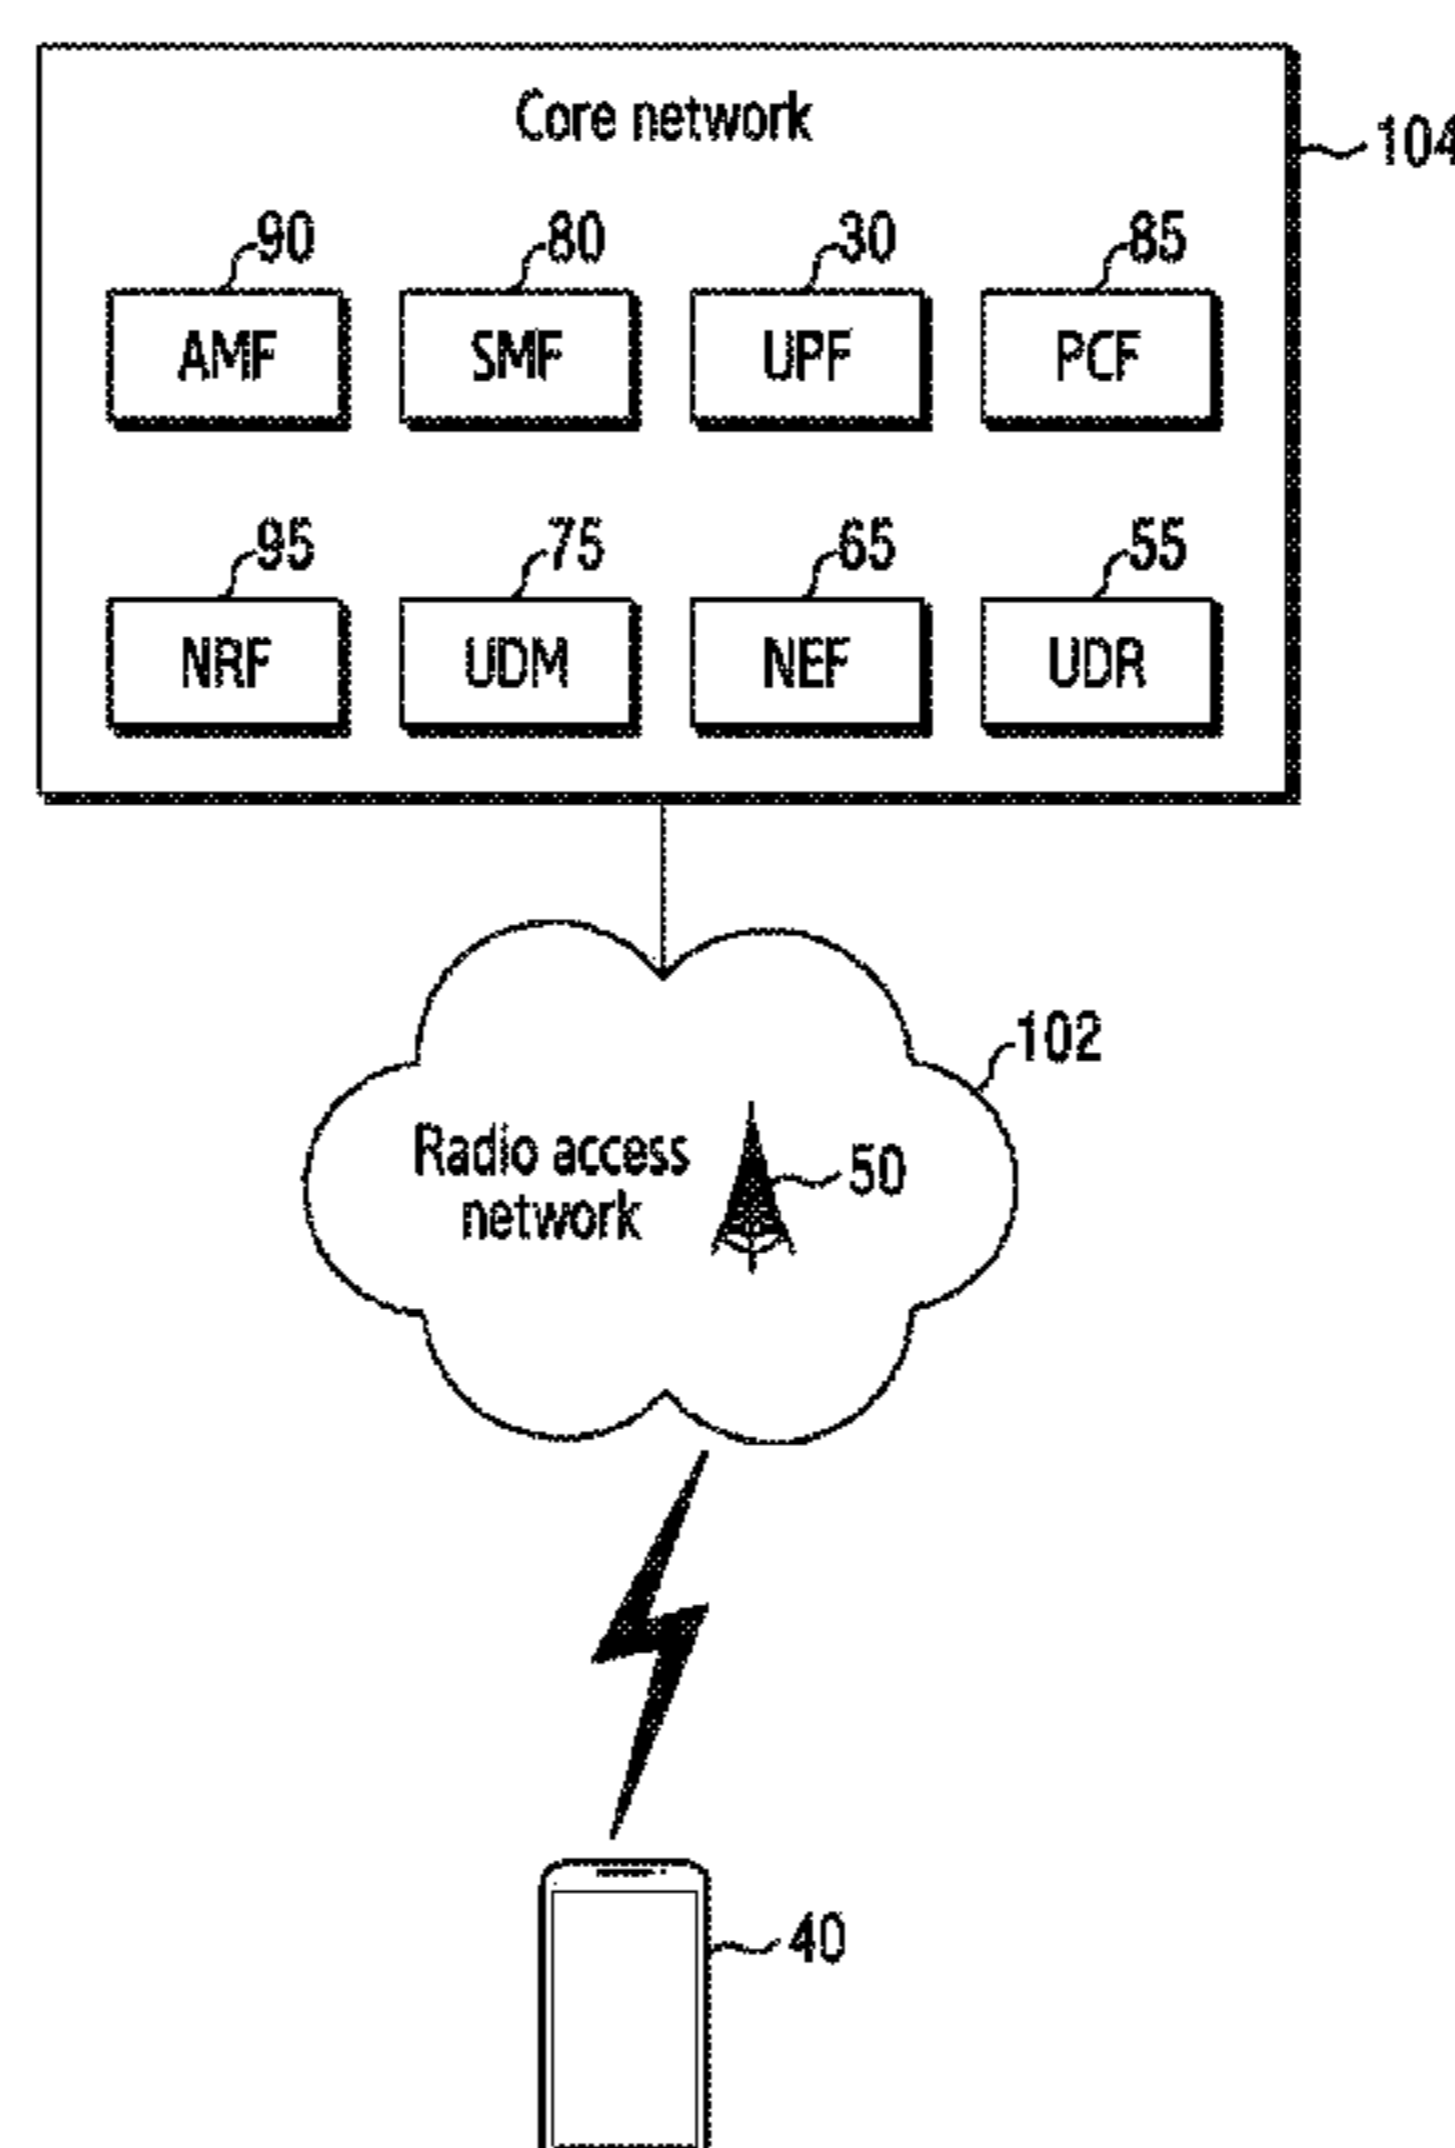 Core network
104
90 80 30 85
AMF SMF UPF PCF
95 75 65 55
NRF UDM NEF UDR
102
Radio access
network
50
40